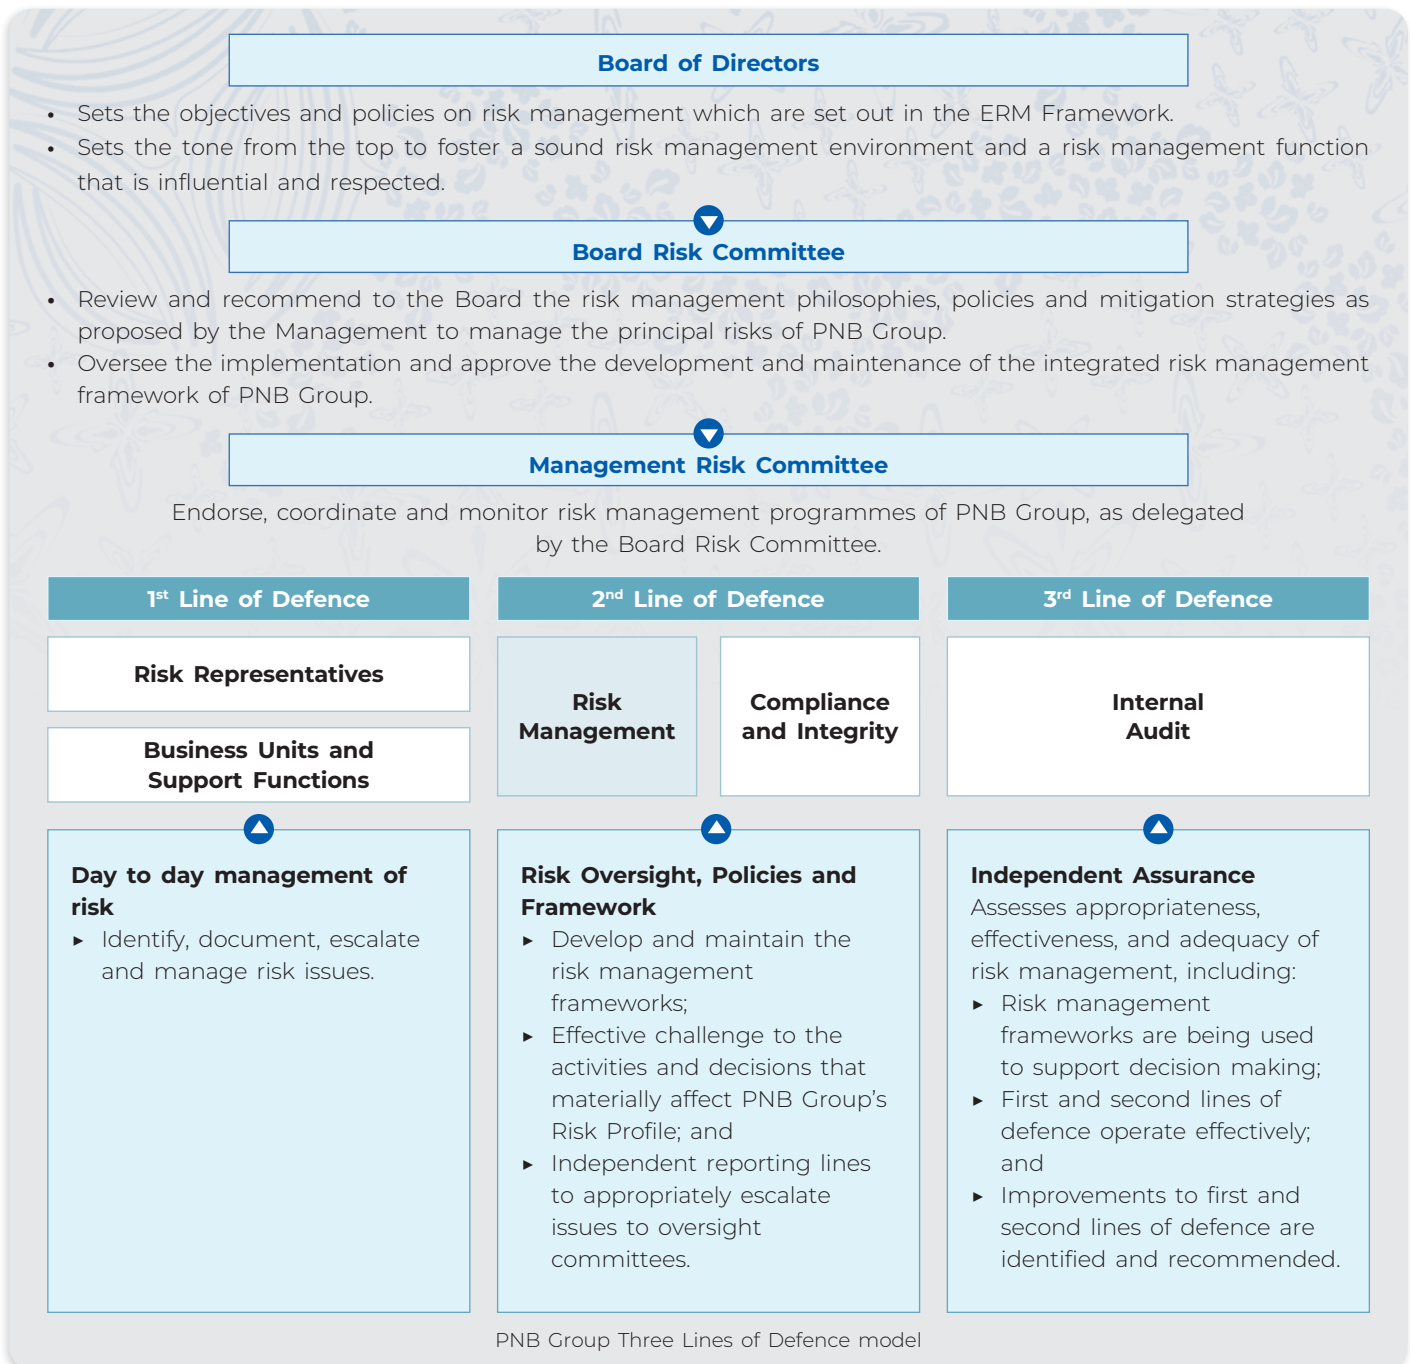 Board of Directors
• Sets the objectives and policies on risk management which are set out in the ERM Framework.
• Sets the tone from the top to foster a sound risk management environment and a risk management function
that is influential and respected.
Board Risk Committee
• Review and recommend to the Board the risk management philosophies, policies and mitigation strategies as
proposed by the Management to manage the principal risks of PNB Group.
• Oversee the implementation and approve the development and maintenance of the integrated risk management
framework of PNB Group.
Management Risk Committee
Endorse, coordinate and monitor risk management programmes of PNB Group, as delegated
by the Board Risk Committee.
1st Line of Defence
Risk Representatives
Business Units and
Support Functions
Day to day management of
risk
► Identify, document, escalate
and manage risk issues.
2nd Line of Defence
Risk
Management
Compliance
and Integrity
Risk Oversight, Policies and
Framework
► Develop and maintain the
risk management
frameworks;
► Effective challenge to the
activities and decisions that
materially affect PNB Group's
Risk Profile; and
► Independent reporting lines
to appropriately escalate
issues to oversight
committees.
3rd Line of Defence
Internal
Audit
Independent Assurance
Assesses appropriateness,
effectiveness, and adequacy of
risk management, including:
► Risk management
frameworks are being used
to support decision making;
► First and second lines of
defence operate effectively;
and
► Improvements to first and
second lines of defence are
identified and recommended.
PNB Group Three Lines of Defence model